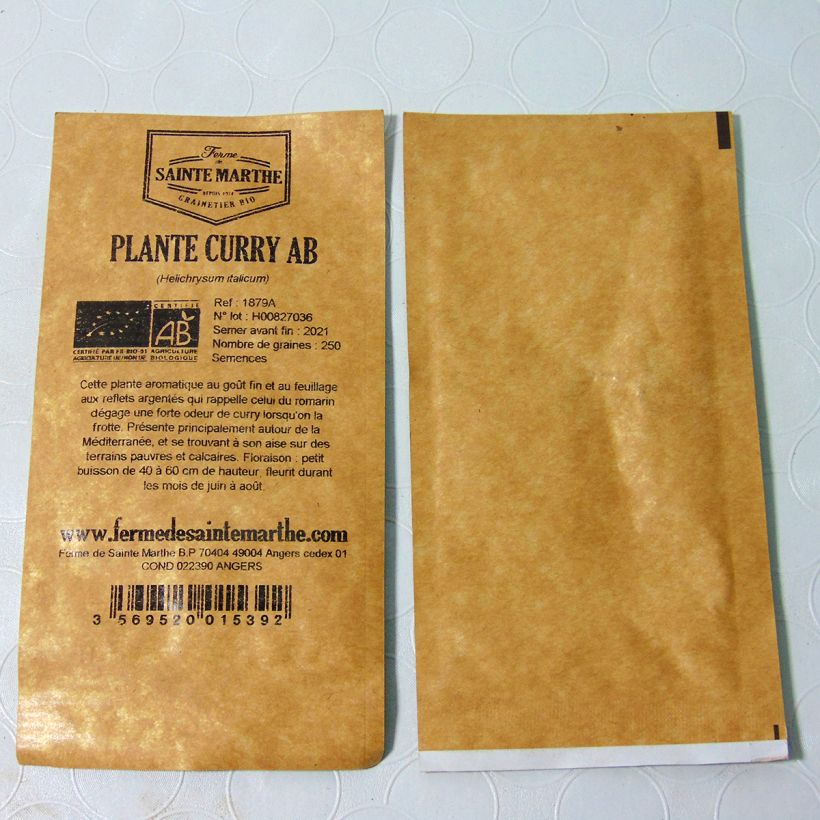 Ferme
de
SAINTE MARTHE
DEPUIS 1974
GRAINETIER BIO
PLANTE CURRY AB
(Helichrysum italicum)
CERTIFIÉ PAR FR-BIO-01
AGRICULTURE UE/NON UE
CERTIFIÉ
AB
AGRICULTURE
BIOLOGIQUE
Ref : 1879A
N° lot : H00827036
Semer avant fin : 2021
Nombre de graines : 250
Semences
Cette plante aromatique au goût fin et au feuillage
aux reflets argentés qui rappelle celui du romarin
dégage une forte odeur de curry lorsqu'on la
frotte. Présente principalement autour de la
Méditerranée, et se trouvant à son aise sur des
terrains pauvres et calcaires. Floraison : petit
buisson de 40 à 60 cm de hauteur, fleurit durant
les mois de juin à août.
www.fermedesaintemarthe.com
Ferme de Sainte Marthe B.P 70404 49004 Angers cedex 01
COND 022390 ANGERS
3 569520 015392